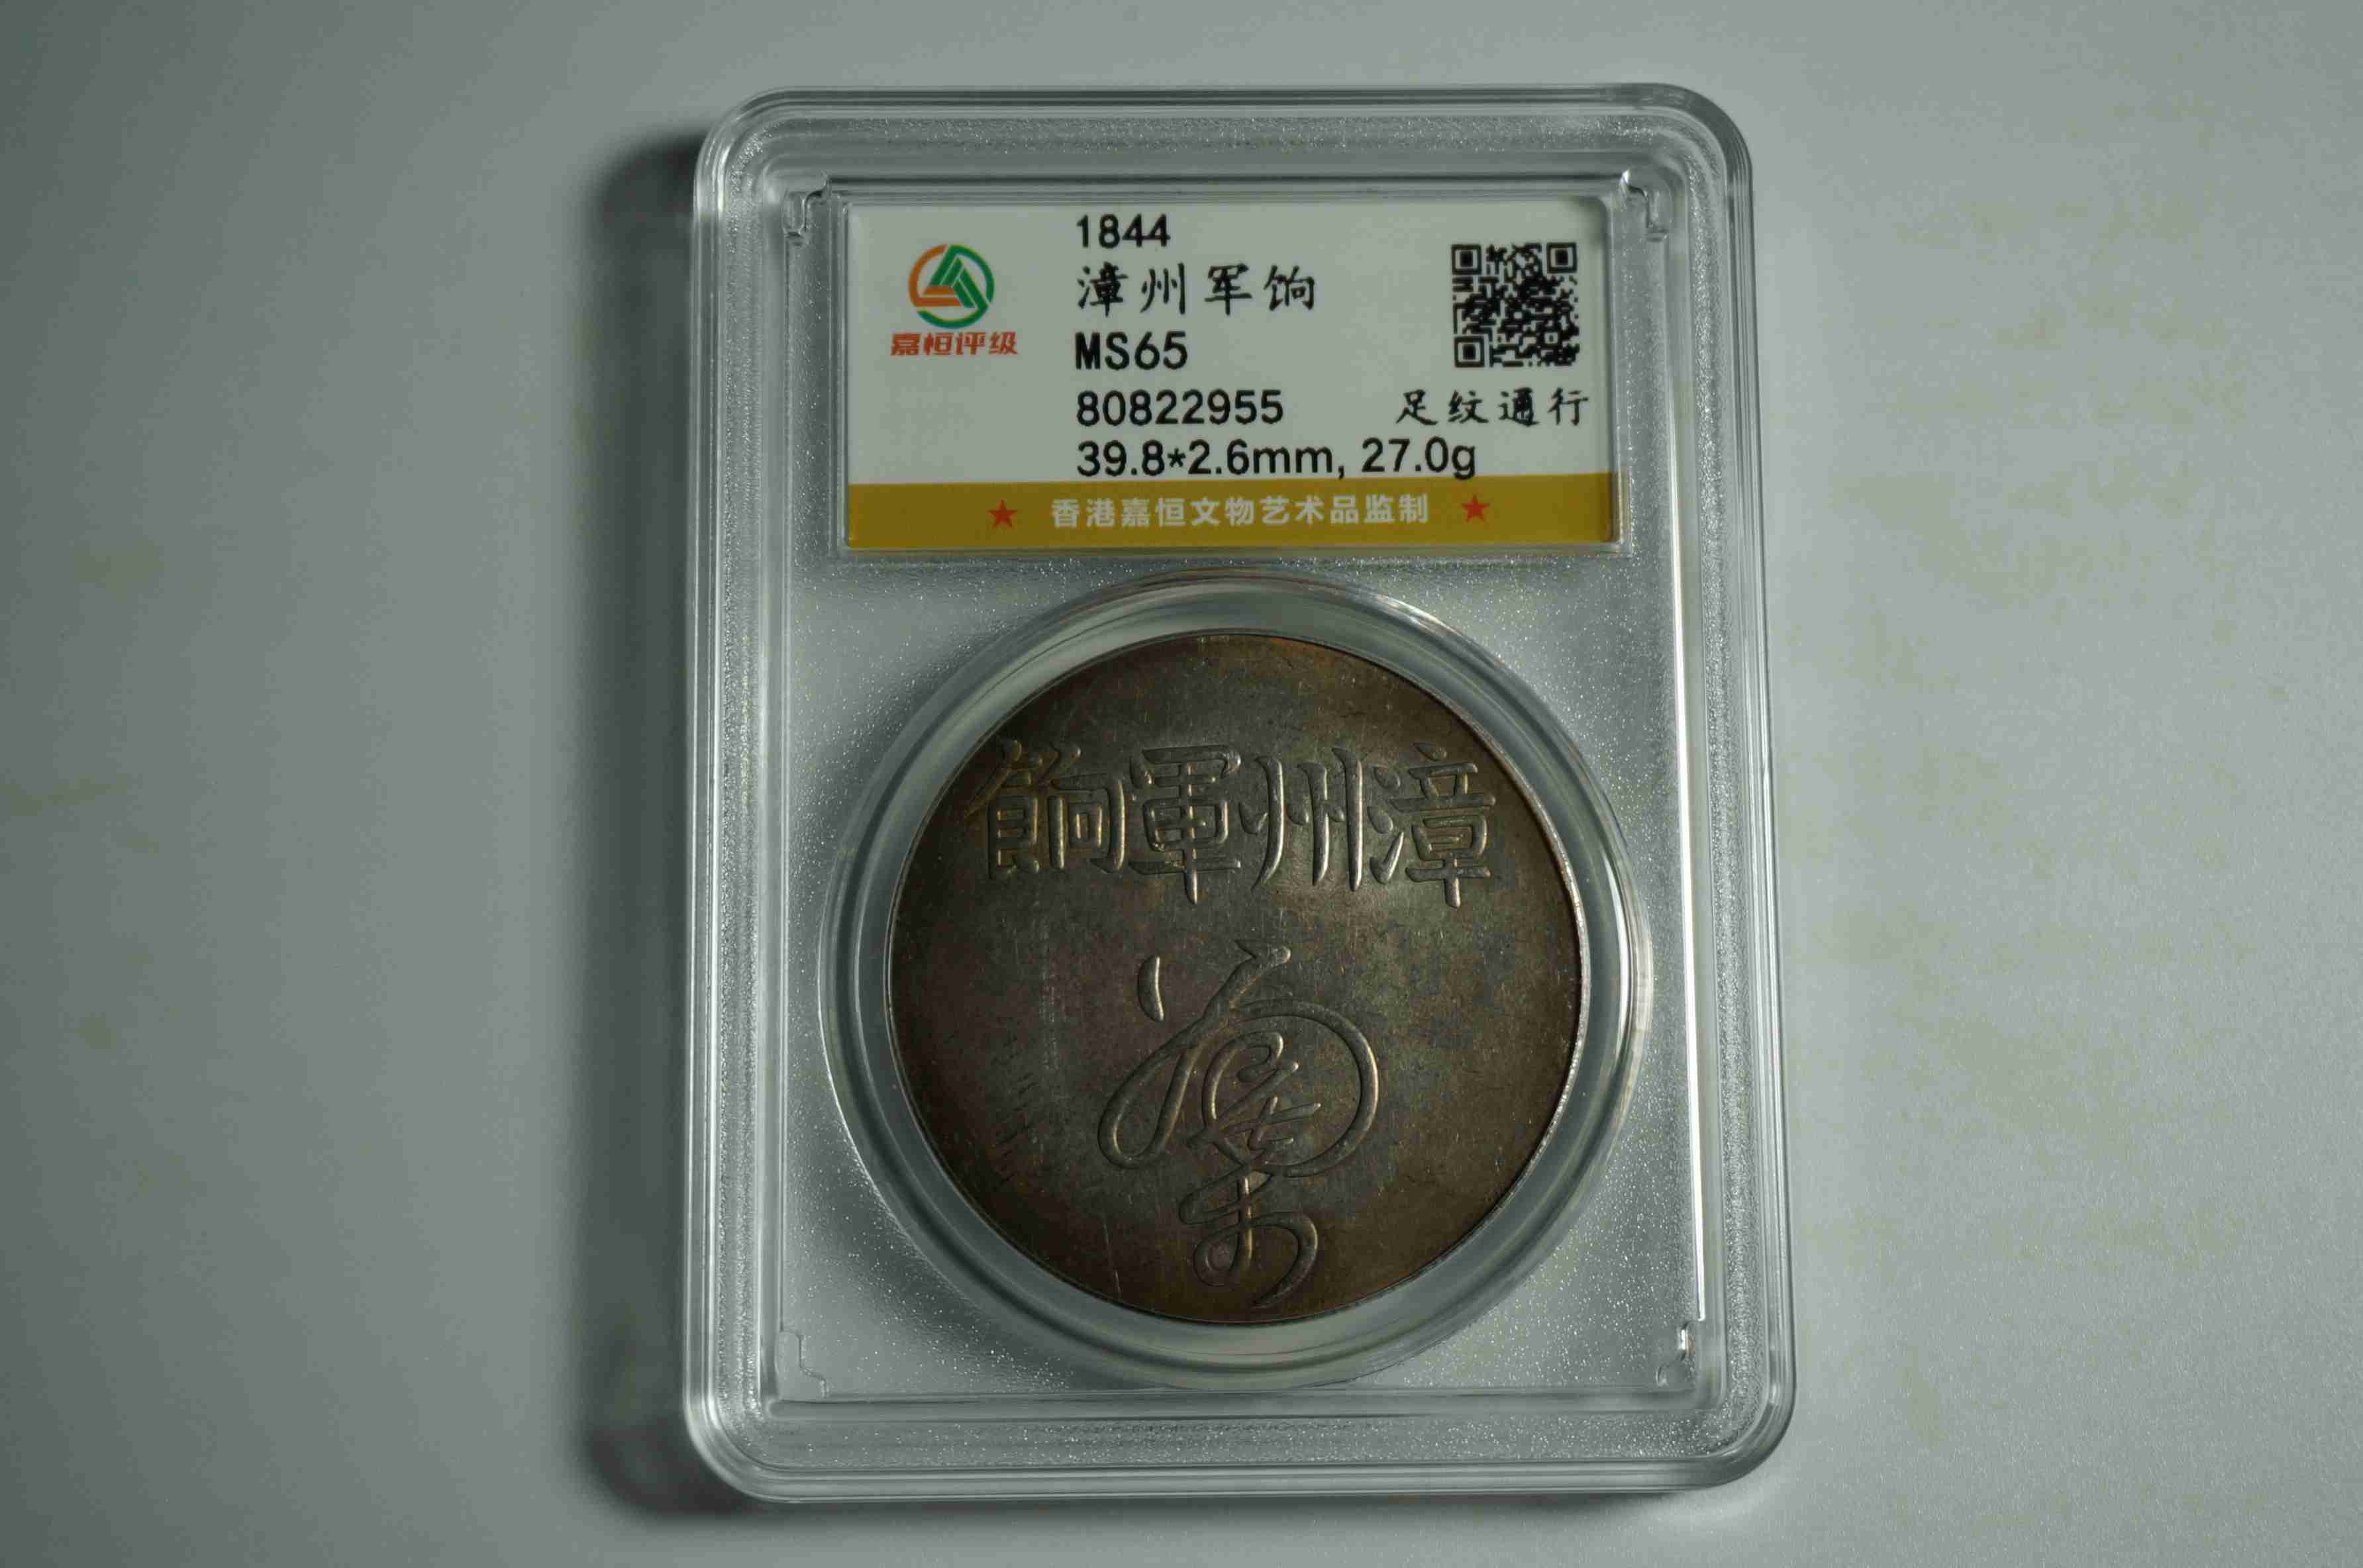 1844
漳州军饷
嘉恒评级
MS65
80822955 足纹通行
39.8*2.6mm, 27.0g
★ 香港嘉恒文物艺术品监制 ★
餉軍州漳